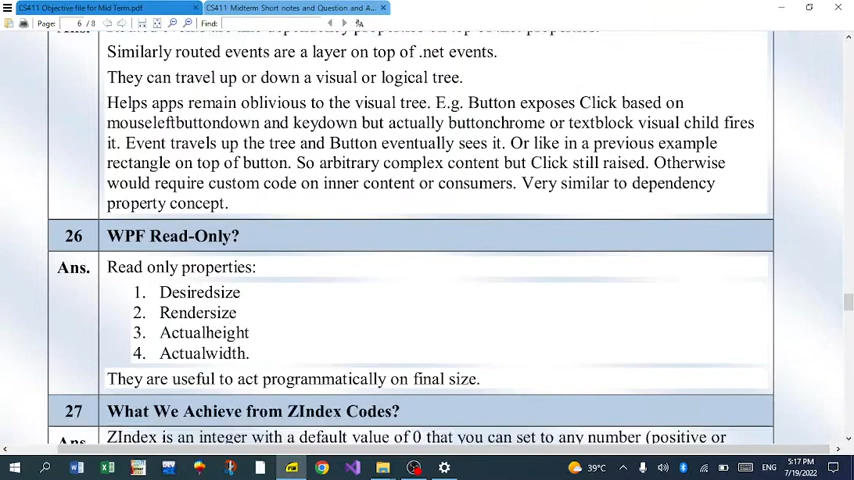 CS411 Objective file for Mid Term.pdf
CS411 Midterm Short notes and Question and A...
Page: 6 / 8
Find:
Similarly routed events are a layer on top of .net events.
They can travel up or down a visual or logical tree.
Helps apps remain oblivious to the visual tree. E.g. Button exposes Click based on
mouseleftbuttondown and keydown but actually buttonchrome or textblock visual child fires
it. Event travels up the tree and Button eventually sees it. Or like in a previous example
rectangle on top of button. So arbitrary complex content but Click still raised. Otherwise
would require custom code on inner content or consumers. Very similar to dependency
property concept.
26 WPF Read-Only?
Ans. Read only properties:
1. Desiredsize
2. Rendersize
3. Actualheight
4. Actualwidth.
They are useful to act programmatically on final size.
27 What We Achieve from ZIndex Codes?
Ans ZIndex is an integer with a default value of 0 that you can set to any number (positive or
39°C
ENG
5:17 PM
7/19/2022